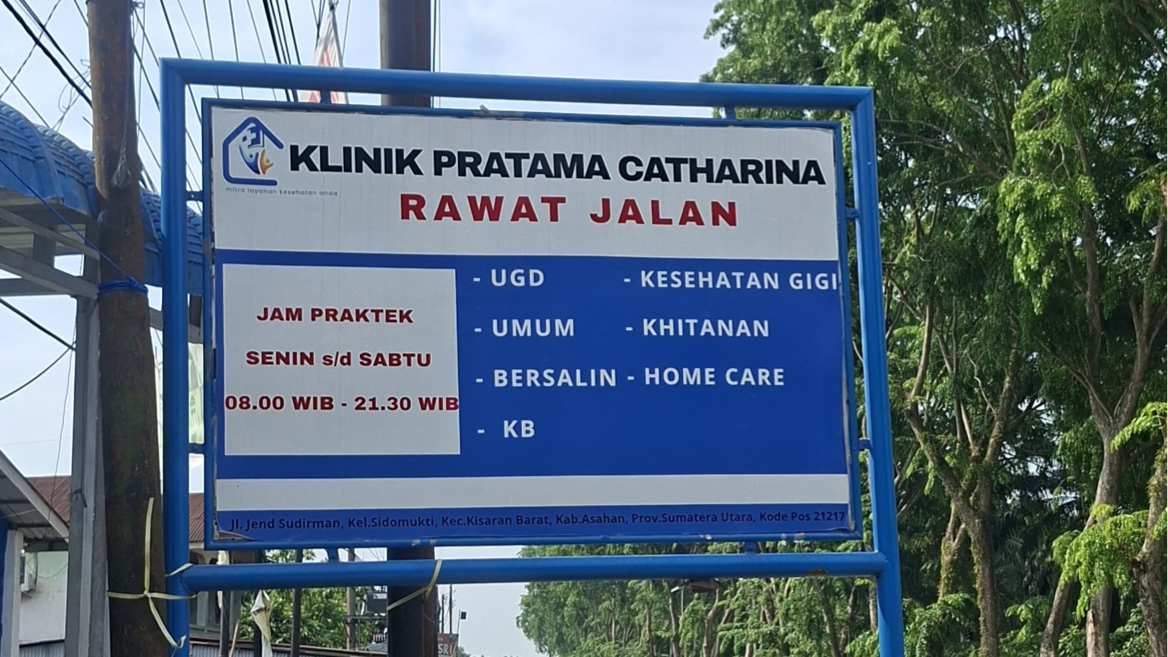 KLINIK PRATAMA CATHARINA
mitra layanan kesehatan anda
RAWAT JALAN
JAM PRAKTEK
SENIN s/d SABTU
08.00 WIB - 21.30 WIB
- UGD
- UMUM
- BERSALIN
- KB
- KESEHATAN GIGI
- KHITANAN
- HOME CARE
Jl. Jend Sudirman, Kel.Sidomukti, Kec.Kisaran Barat, Kab.Asahan, Prov.Sumatera Utara, Kode Pos 21217